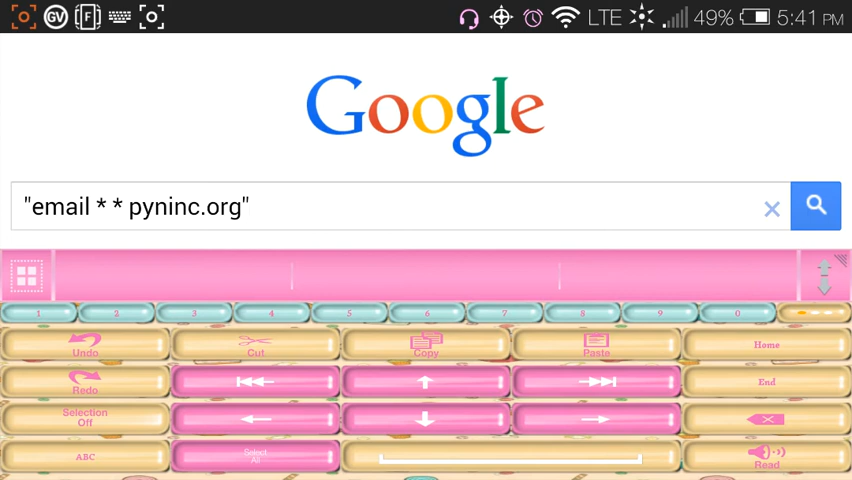 GV F LTE 49% 5:41 PM
Google
"email * * pyninc.org"
1 2 3 4 5 6 7 8 9 0
Undo Cut Copy Paste Home
Redo End
Selection
Off
ABC Select
All Read